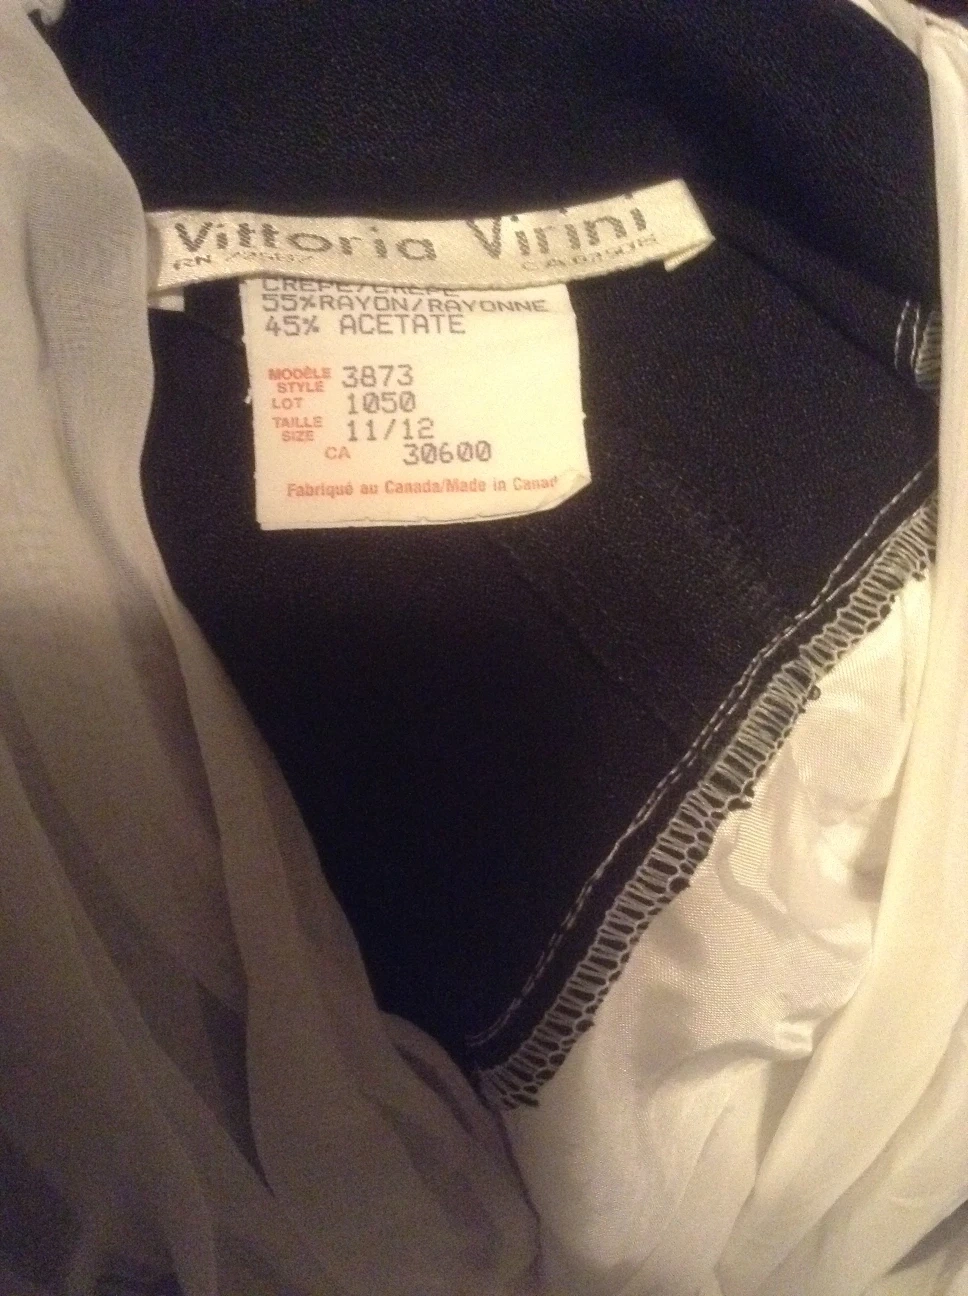 Vittoria Virini
RN
CREPE/CREPE
55%RAYON/RAYONNE
45% ACETATE
MODÈLE
STYLE 3873
LOT 1050
TAILLE
SIZE 11/12
CA 30600
Fabriqué au Canada/Made in Canad